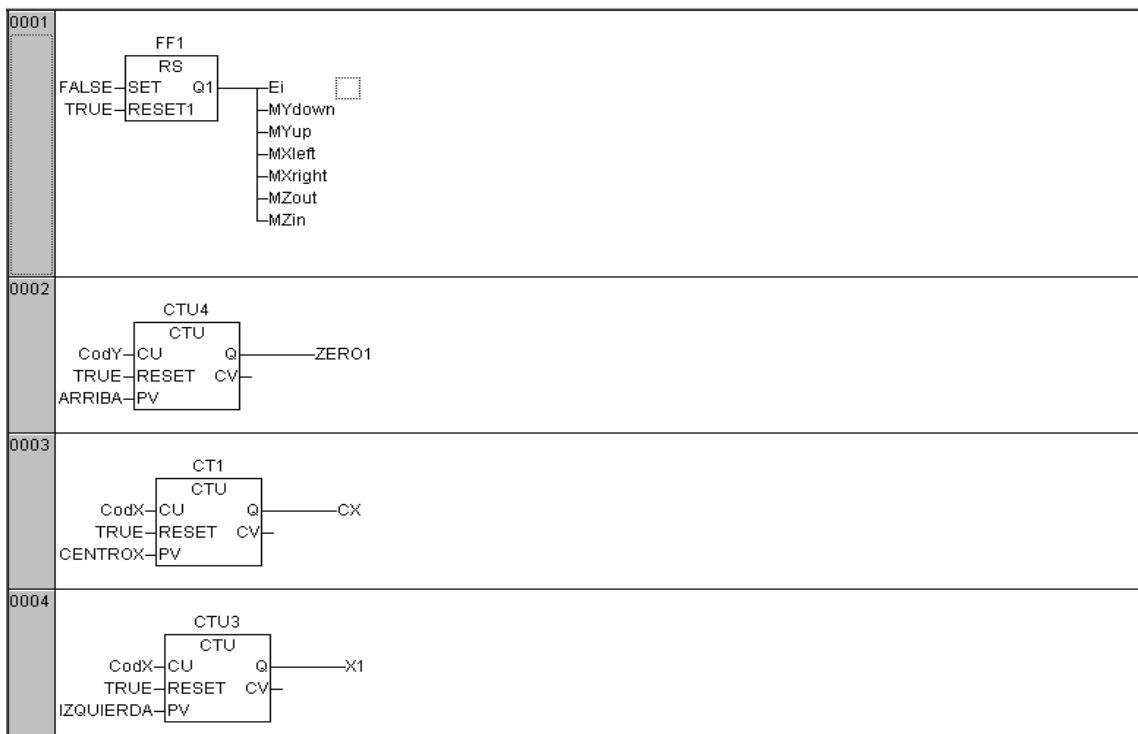 0001
FF1
RS
FALSE SET Q1 Ei
TRUE RESET1 MYdown
MYup
MXleft
MXright
MZout
MZin
0002
CTU4
CTU
CodY CU Q ZERO1
TRUE RESET CV
ARRIBA PV
0003
CT1
CTU
CodX CU Q CX
TRUE RESET CV
CENTROX PV
0004
CTU3
CTU
CodX CU Q X1
TRUE RESET CV
IZQUIERDA PV